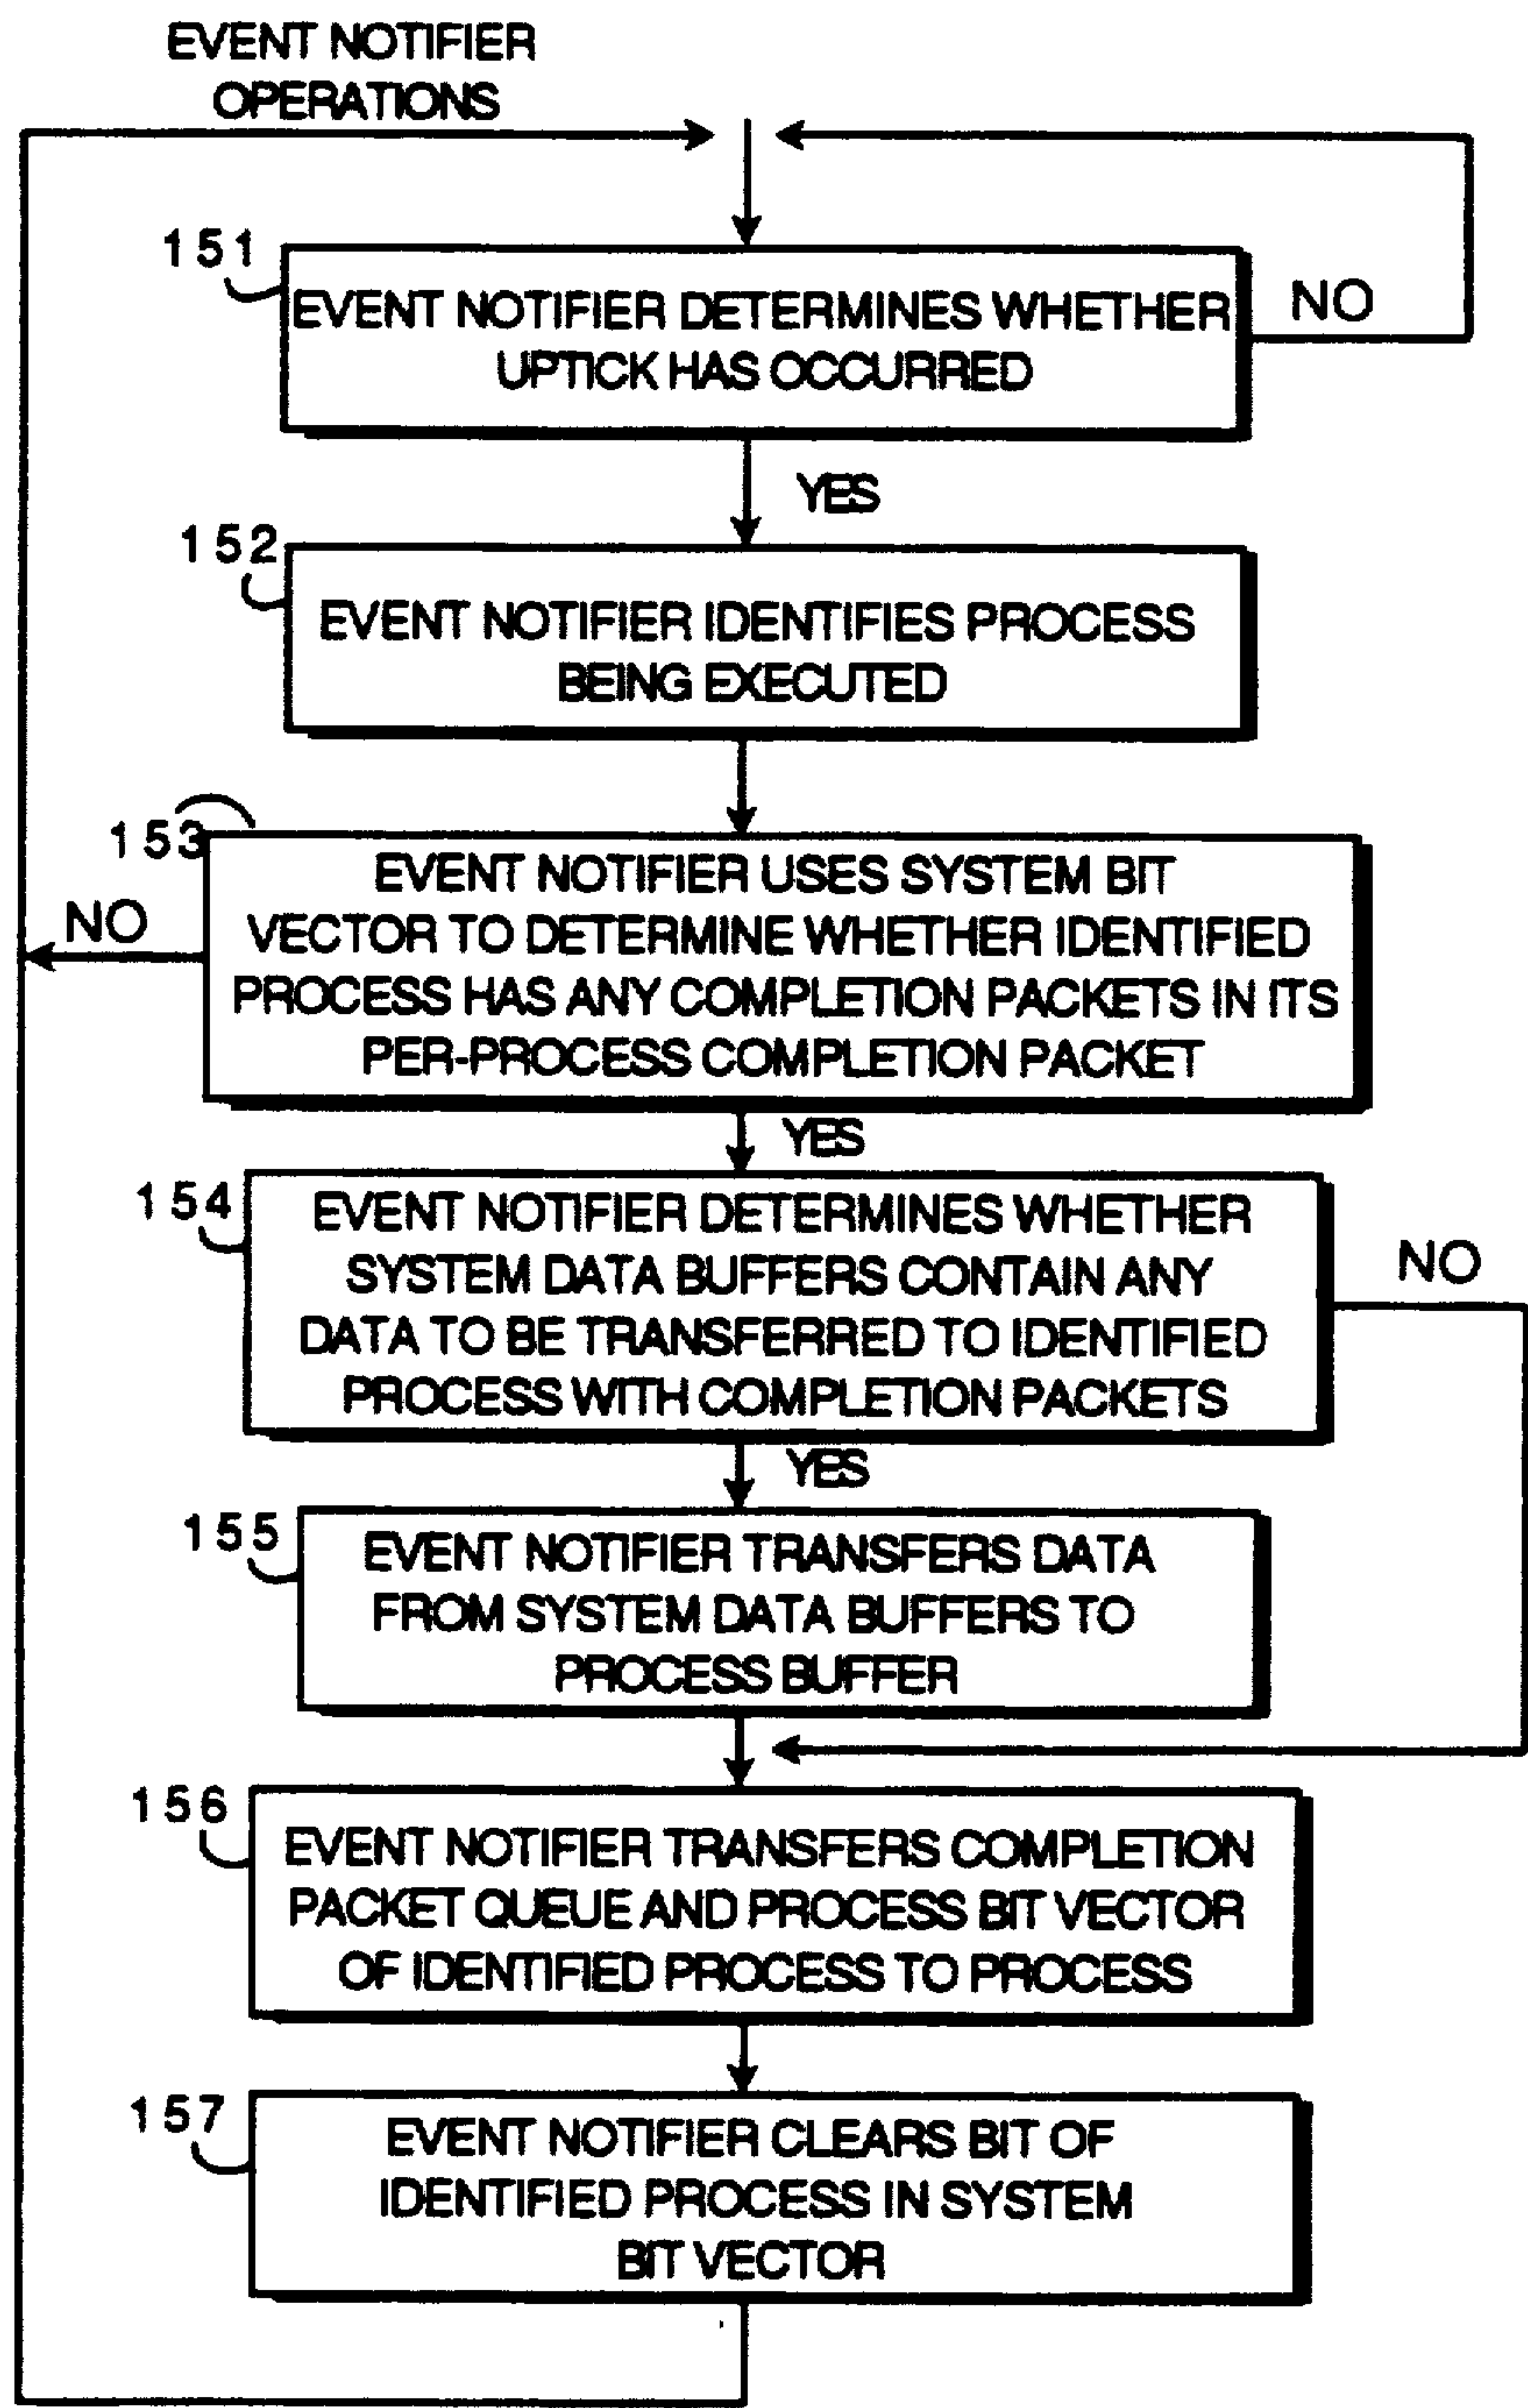 EVENT NOTIFIER
OPERATIONS
151
EVENT NOTIFIER DETERMINES WHETHER
UPTICK HAS OCCURRED
NO
YES
152
EVENT NOTIFIER IDENTIFIES PROCESS
BEING EXECUTED
153
EVENT NOTIFIER USES SYSTEM BIT
VECTOR TO DETERMINE WHETHER IDENTIFIED
PROCESS HAS ANY COMPLETION PACKETS IN ITS
PER-PROCESS COMPLETION PACKET
NO
YES
154
EVENT NOTIFIER DETERMINES WHETHER
SYSTEM DATA BUFFERS CONTAIN ANY
DATA TO BE TRANSFERRED TO IDENTIFIED
PROCESS WITH COMPLETION PACKETS
NO
YES
155
EVENT NOTIFIER TRANSFERS DATA
FROM SYSTEM DATA BUFFERS TO
PROCESS BUFFER
156
EVENT NOTIFIER TRANSFERS COMPLETION
PACKET QUEUE AND PROCESS BIT VECTOR
OF IDENTIFIED PROCESS TO PROCESS
157
EVENT NOTIFIER CLEARS BIT OF
IDENTIFIED PROCESS IN SYSTEM
BIT VECTOR